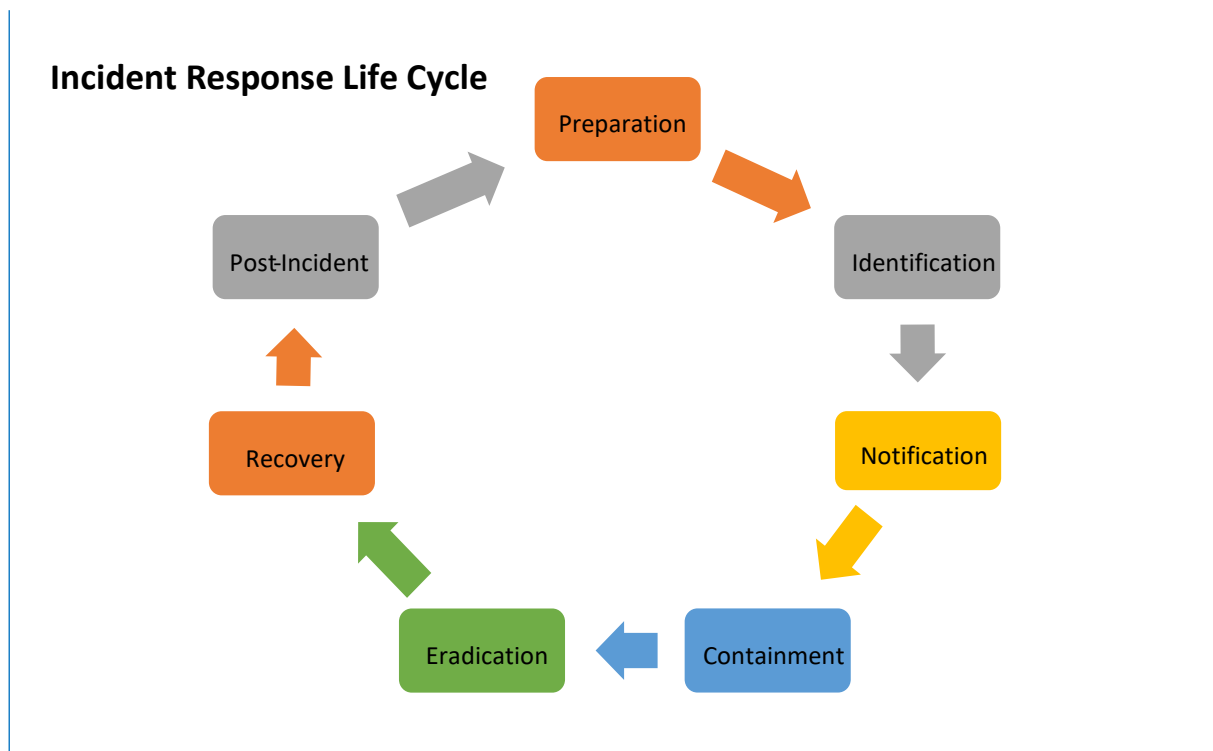 Incident Response Life Cycle
Preparation
Identification
Notification
Containment
Eradication
Recovery
Post-Incident